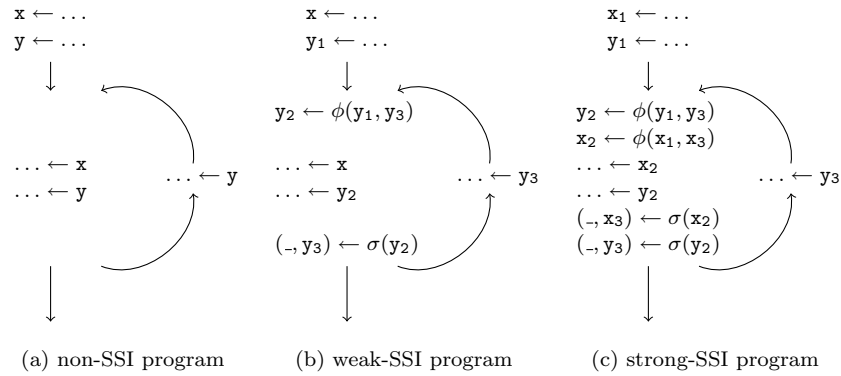 x ← ...
y ← ...
... ← x
... ← y
... ← y
(a) non-SSI program
x ← ...
y₁ ← ...
y₂ ← ϕ(y₁, y₃)
... ← x
... ← y₂
... ← y₃
(_, y₃) ← σ(y₂)
(b) weak-SSI program
x₁ ← ...
y₁ ← ...
y₂ ← ϕ(y₁, y₃)
x₂ ← ϕ(x₁, x₃)
... ← x₂
... ← y₂
... ← y₃
(_, x₃) ← σ(x₂)
(_, y₃) ← σ(y₂)
(c) strong-SSI program